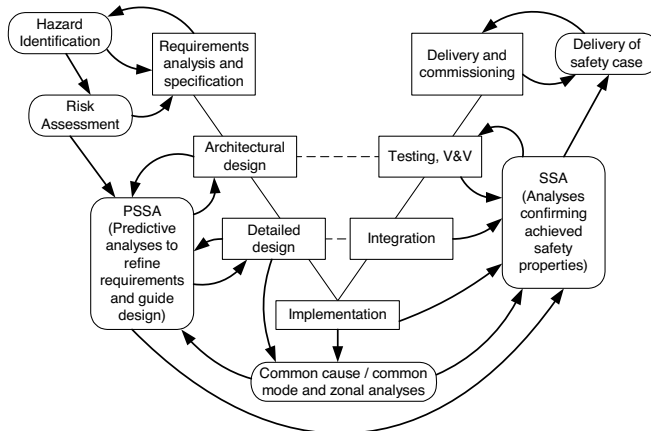 Hazard
Identification
Requirements
analysis and
specification
Delivery and
commissioning
Delivery of
safety case
Risk
Assessment
Architectural
design
Testing, V&V
PSSA
(Predictive
analyses to
refine
requirements
and guide
design)
SSA
(Analyses
confirming
achieved
safety
properties)
Detailed
design
Integration
Implementation
Common cause / common
mode and zonal analyses